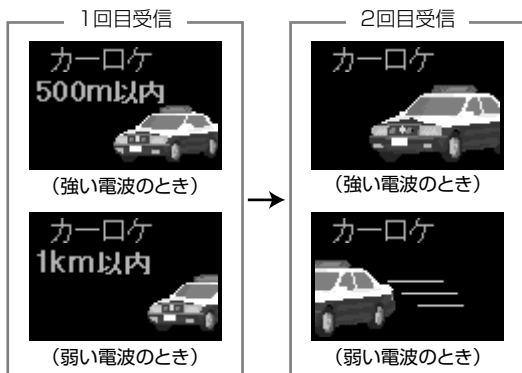 1回目受信
カーロケ
500m以内
（強い電波のとき）
カーロケ
1km以内
（弱い電波のとき）
2回目受信
カーロケ
（強い電波のとき）
カーロケ
（弱い電波のとき）